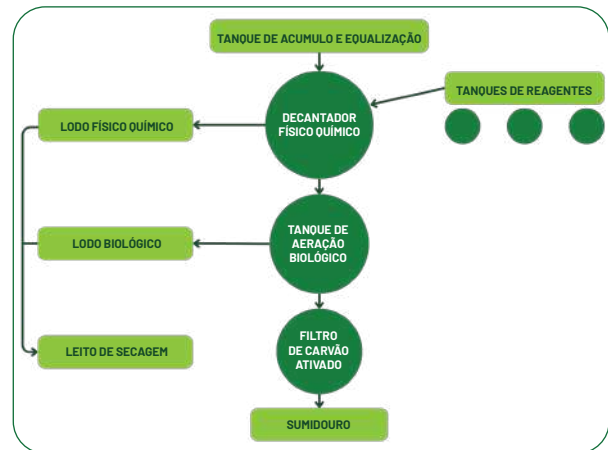 TANQUE DE ACUMULO E EQUALIZAÇÃO
TANQUES DE REAGENTES
DECANTADOR
FÍSICO QUÍMICO
LODO FÍSICO QUÍMICO
TANQUE DE
AERAÇÃO
BIOLÓGICO
LODO BIOLÓGICO
FILTRO
DE CARVÃO
ATIVADO
LEITO DE SECAGEM
SUMIDOURO